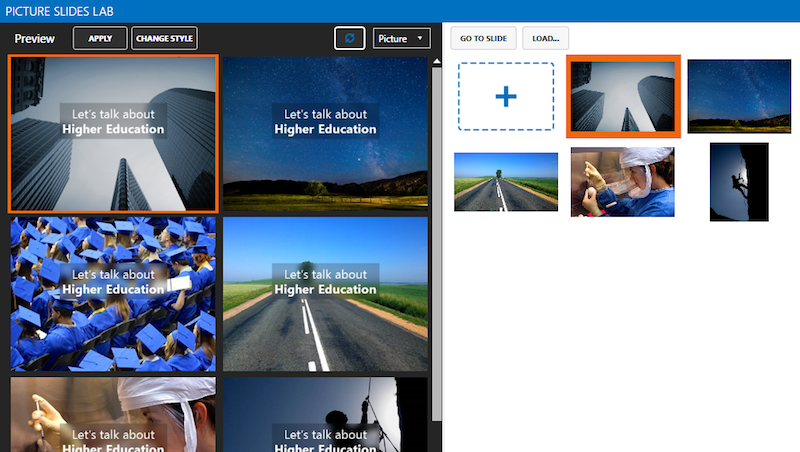 PICTURE SLIDES LAB
Preview
APPLY
CHANGE STYLE
Picture
GO TO SLIDE
LOAD...
Let's talk about
Higher Education
Let's talk about
Higher Education
Let's talk about
Higher Education
Let's talk about
Higher Education
Let's talk about
Higher Education
Let's talk about
Higher Education